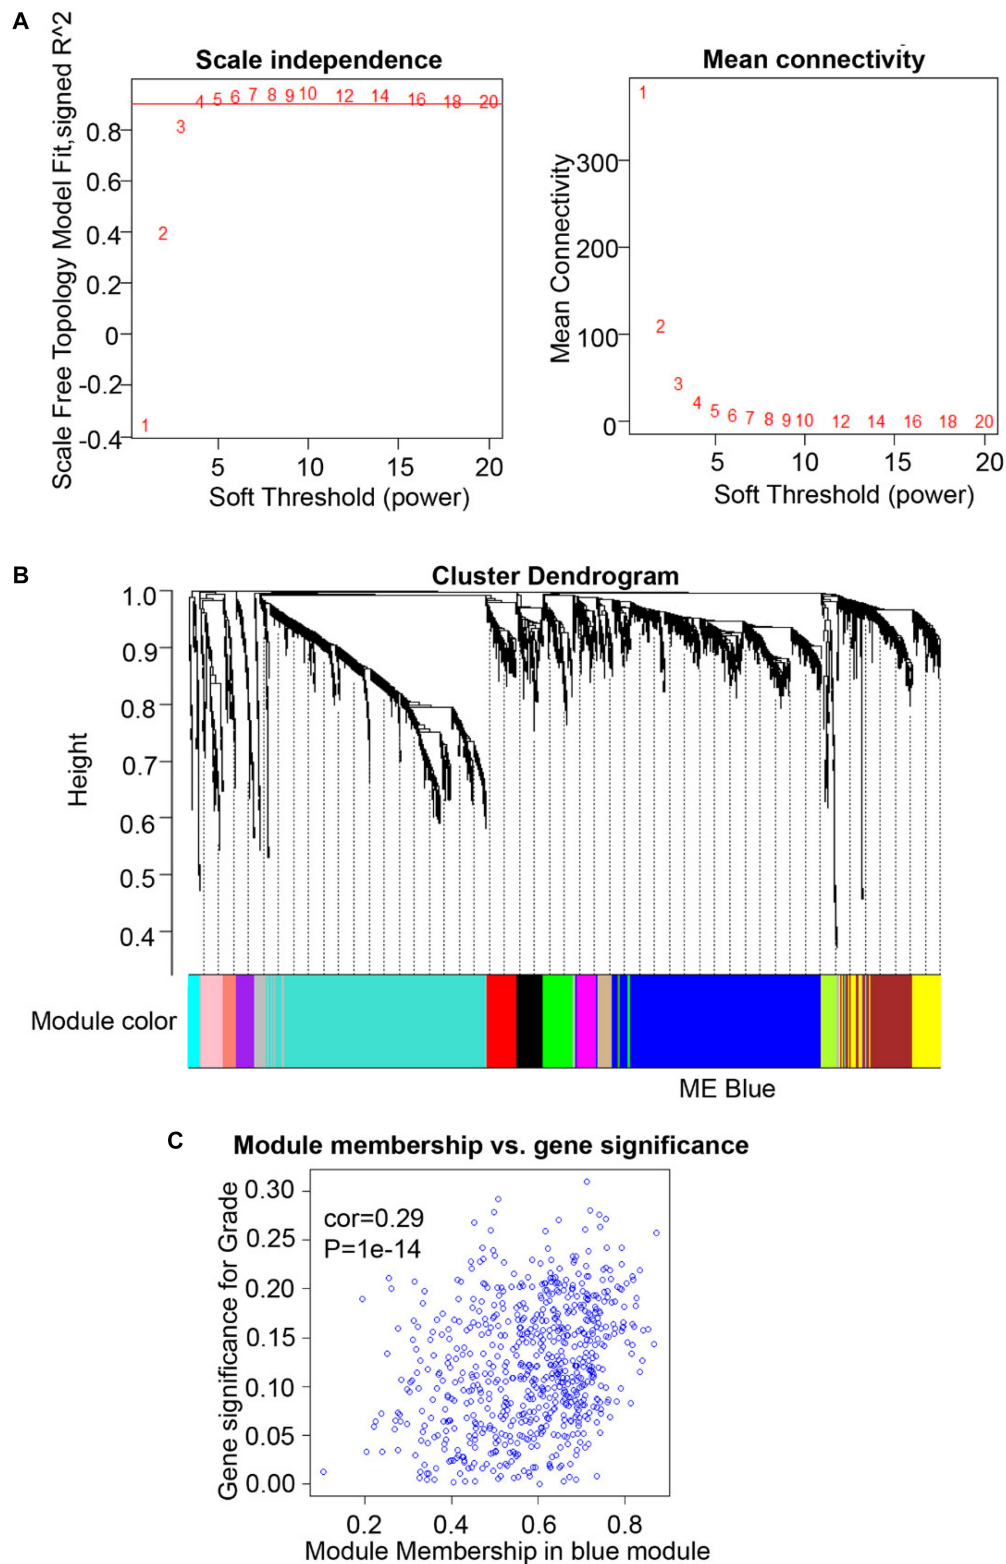 A
Scale independence
Scale Free Topology Model Fit,signed R^2
0.8
0.6
0.4
0.2
0
-0.2
-0.4
1 2 3 4 5 6 7 8 9 10 12 14 16 18 20
5 10 15 20
Soft Threshold (power)
Mean connectivity
Mean Connectivity
300
200
100
0
1 2 3 4 5 6 7 8 9 10 12 14 16 18 20
5 10 15 20
Soft Threshold (power)
B
Cluster Dendrogram
Height
1.0
0.9
0.8
0.7
0.6
0.5
0.4
Module color
ME Blue
C
Module membership vs. gene significance
Gene significance for Grade
0.30
0.25
0.20
0.15
0.10
0.05
0.00
cor=0.29
P=1e-14
0.2 0.4 0.6 0.8
Module Membership in blue module